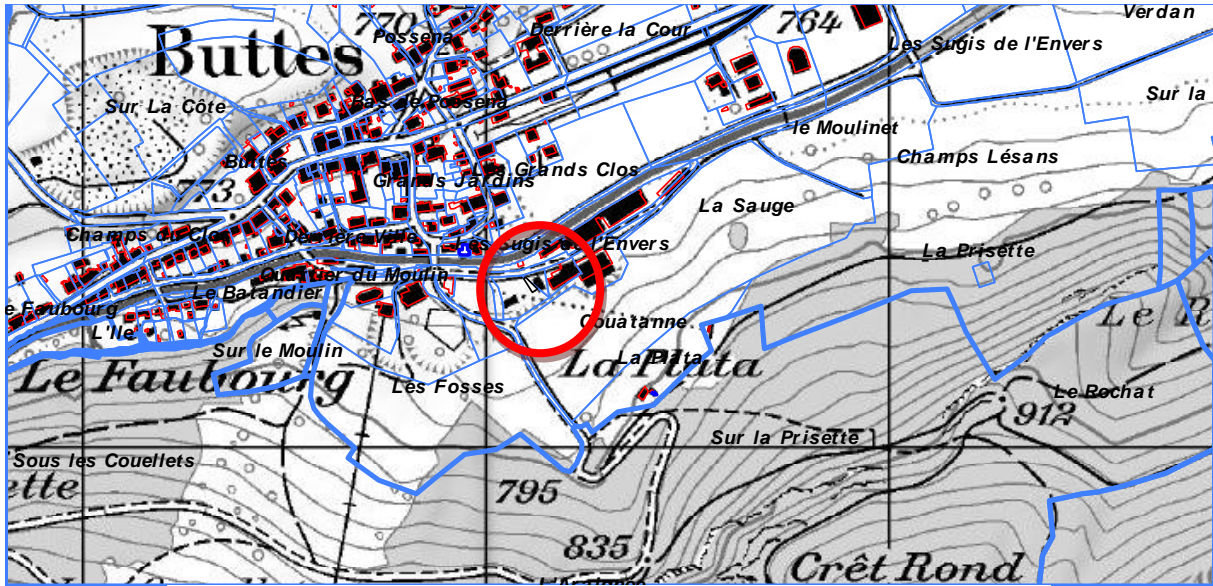 Verdan
770
Possena
Derrière la Cour
764
Les Sugis de l'Envers
Buttes
Sur La Côte
Bas de Possena
Sur la
le Moulinet
Buttes
Les Grands Clos
Champs Lésans
Grands Jardins
773
La Sauge
Champs du Clos
Derrière Ville
Les Sugis de l'Envers
La Prisette
Quartier du Moulin
Le Batandier
Le Faubourg
L'Ile
Couatanne
Le R
Sur le Moulin
La Plata
La Plata
Le Faubourg
Les Fosses
Le Rochat
912
Sur la Prisette
Sous les Couellets
ette
795
835
Crêt Rond